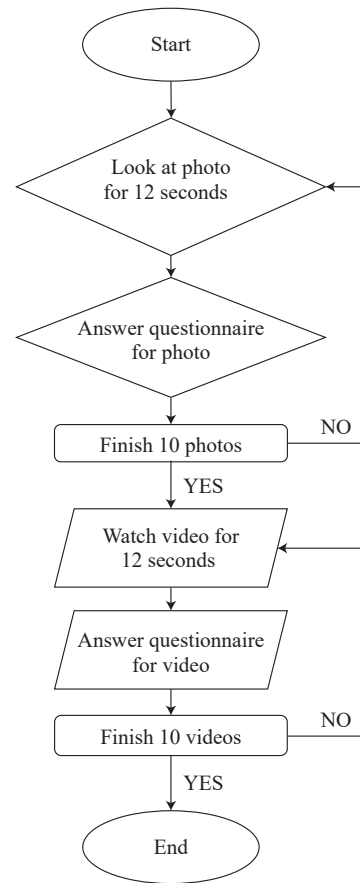 Start
Look at photo
for 12 seconds
Answer questionnaire
for photo
Finish 10 photos
NO
YES
Watch video for
12 seconds
Answer questionnaire
for video
Finish 10 videos
NO
YES
End